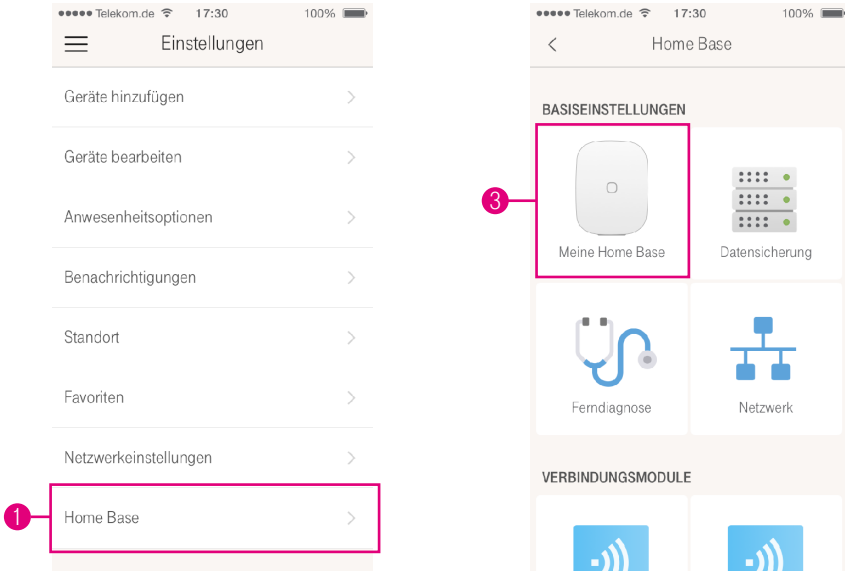 Telekom.de 17:30 100%
Einstellungen
Geräte hinzufügen
Geräte bearbeiten
Anwesenheitsoptionen
Benachrichtigungen
Standort
Favoriten
Netzwerkeinstellungen
1
Home Base
Telekom.de 17:30 100%
Home Base
BASISEINSTELLUNGEN
3
Meine Home Base
Datensicherung
Ferndiagnose
Netzwerk
VERBINDUNGSMODULE